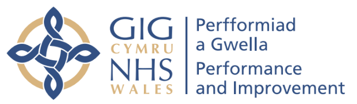 GIG
CYMRU
NHS
WALES
Perfformiad
a Gwella
Performance
and Improvement